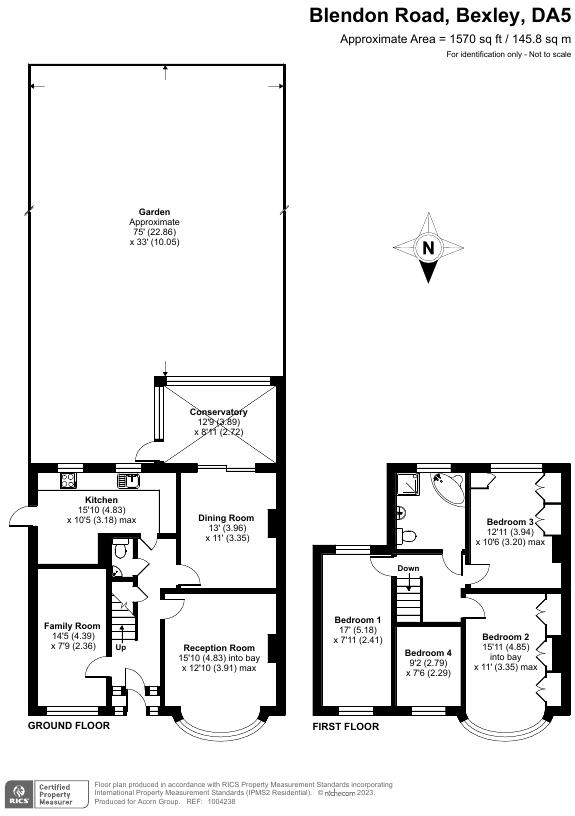 Blendon Road, Bexley, DA5
Approximate Area = 1570 sq ft / 145.8 sq m
For identification only - Not to scale
Garden
Approximate
75' (22.86)
x 33' (10.05)
N
Conservatory
12'9 (3.89)
x 8'11 (2.72)
Kitchen
15'10 (4.83)
x 10'5 (3.18) max
Dining Room
13' (3.96)
x 11' (3.35)
Family Room
14'5 (4.39)
x 7'9 (2.36)
Up
Reception Room
15'10 (4.83) into bay
x 12'10 (3.91) max
GROUND FLOOR
Bedroom 3
12'11 (3.94)
x 10'6 (3.20) max
Down
Bedroom 1
17' (5.18)
x 7'11 (2.41)
Bedroom 4
9'2 (2.79)
x 7'6 (2.29)
Bedroom 2
15'11 (4.85)
into bay
x 11' (3.35) max
FIRST FLOOR
RICS
Certified
Property
Measurer
Floor plan produced in accordance with RICS Property Measurement Standards incorporating
International Property Measurement Standards (IPMS2 Residential). © nichecom 2023.
Produced for Acorn Group. REF: 1004238